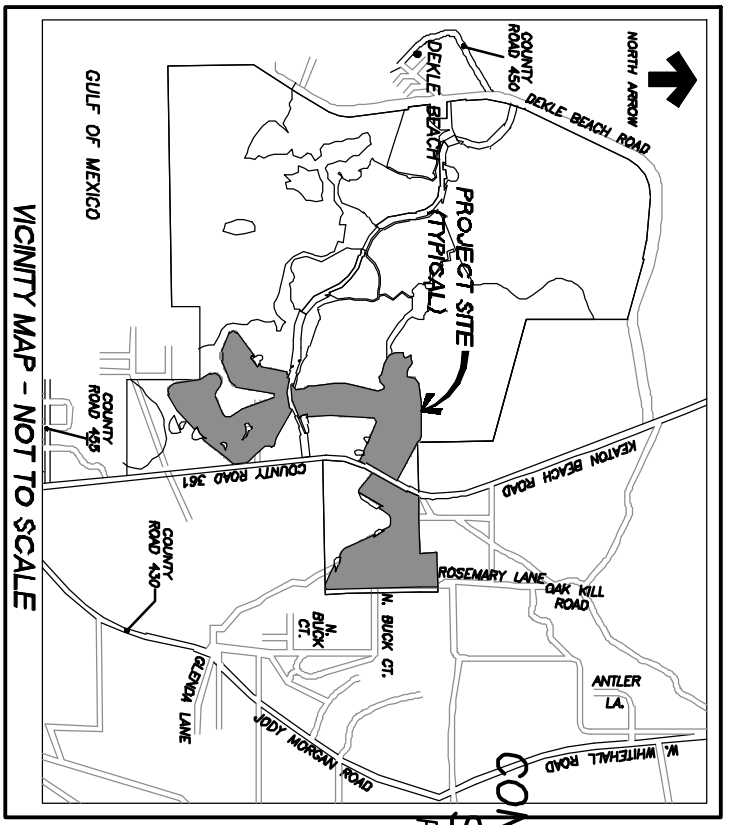 NORTH ARROW
COUNTY
ROAD 450
DEKLE BEACH
DEKLE BEACH ROAD
GULF OF MEXICO
PROJECT SITE
(TYPICAL)
KEATON BEACH ROAD
COUNTY ROAD 361
COUNTY
ROAD 455
COUNTY
ROAD 430
ROSEMARY LANE
OAK KILL
ROAD
N. BUCK CT.
N.
BUCK
CT.
ANTLER
LA.
GLENDA LANE
JODY MORGAN ROAD
W. WHITEHALL ROAD
VICINITY MAP - NOT TO SCALE